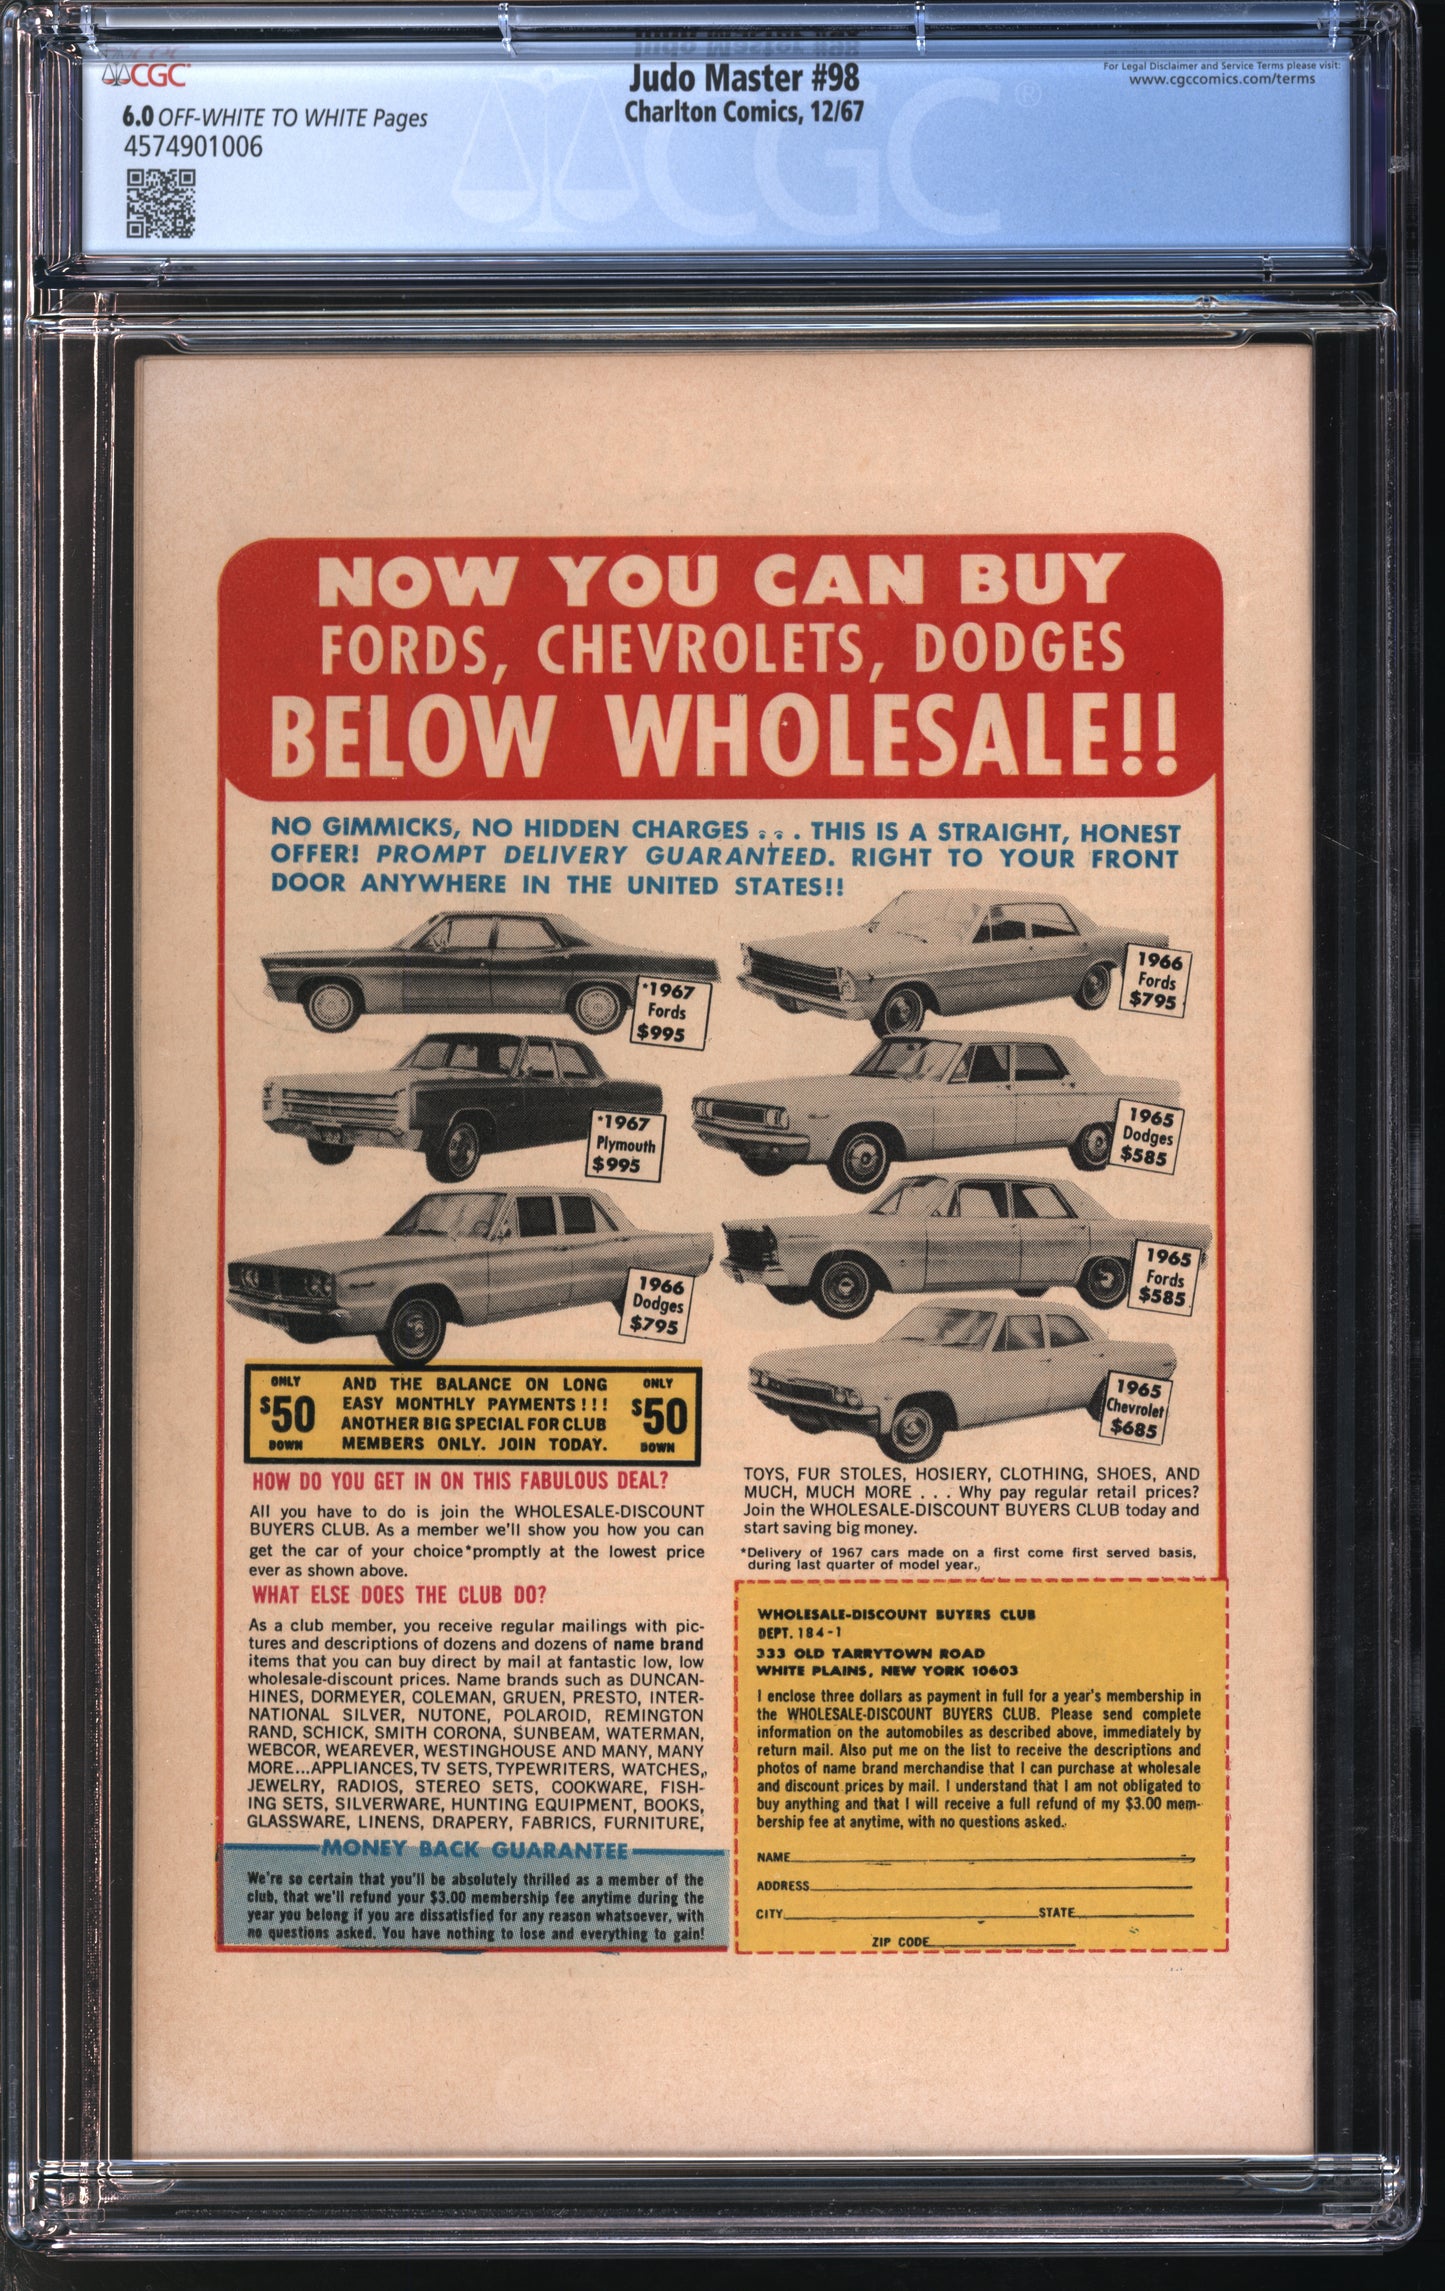 CGC
6.0 OFF-WHITE TO WHITE Pages
4574901006
Judo Master #98
Charlton Comics, 12/67
For Legal Disclaimer and Service Terms please visit:
www.cgccomics.com/terms
CGC ®
NOW YOU CAN BUY
FORDS, CHEVROLETS, DODGES
BELOW WHOLESALE!!
NO GIMMICKS, NO HIDDEN CHARGES . . . THIS IS A STRAIGHT, HONEST
OFFER! PROMPT DELIVERY GUARANTEED. RIGHT TO YOUR FRONT
DOOR ANYWHERE IN THE UNITED STATES!!
*1967
Fords
$995
1966
Fords
$795
*1967
Plymouth
$995
1965
Dodges
$585
1966
Dodges
$795
1965
Fords
$585
1965
Chevrolet
$685
ONLY
$50
DOWN
AND THE BALANCE ON LONG
EASY MONTHLY PAYMENTS!!!
ANOTHER BIG SPECIAL FOR CLUB
MEMBERS ONLY. JOIN TODAY.
ONLY
$50
DOWN
HOW DO YOU GET IN ON THIS FABULOUS DEAL?
All you have to do is join the WHOLESALE-DISCOUNT
BUYERS CLUB. As a member we'll show you how you can
get the car of your choice*promptly at the lowest price
ever as shown above.
WHAT ELSE DOES THE CLUB DO?
As a club member, you receive regular mailings with pic-
tures and descriptions of dozens and dozens of name brand
items that you can buy direct by mail at fantastic low, low
wholesale-discount prices. Name brands such as DUNCAN-
HINES, DORMEYER, COLEMAN, GRUEN, PRESTO, INTER-
NATIONAL SILVER, NUTONE, POLAROID, REMINGTON
RAND, SCHICK, SMITH CORONA, SUNBEAM, WATERMAN,
WEBCOR, WEAREVER, WESTINGHOUSE AND MANY, MANY
MORE...APPLIANCES, TV SETS, TYPEWRITERS, WATCHES,
JEWELRY, RADIOS, STEREO SETS, COOKWARE, FISH-
ING SETS, SILVERWARE, HUNTING EQUIPMENT, BOOKS,
GLASSWARE, LINENS, DRAPERY, FABRICS, FURNITURE,
MONEY BACK GUARANTEE
We're so certain that you'll be absolutely thrilled as a member of the
club, that we'll refund your $3.00 membership fee anytime during the
year you belong if you are dissatisfied for any reason whatsoever, with
no questions asked. You have nothing to lose and everything to gain!
TOYS, FUR STOLES, HOSIERY, CLOTHING, SHOES, AND
MUCH, MUCH MORE . . . Why pay regular retail prices?
Join the WHOLESALE-DISCOUNT BUYERS CLUB today and
start saving big money.
*Delivery of 1967 cars made on a first come first served basis,
during last quarter of model year.
WHOLESALE-DISCOUNT BUYERS CLUB
DEPT. 184-1
333 OLD TARRYTOWN ROAD
WHITE PLAINS, NEW YORK 10603
I enclose three dollars as payment in full for a year's membership in
the WHOLESALE-DISCOUNT BUYERS CLUB. Please send complete
information on the automobiles as described above, immediately by
return mail. Also put me on the list to receive the descriptions and
photos of name brand merchandise that I can purchase at wholesale
and discount prices by mail. I understand that I am not obligated to
buy anything and that I will receive a full refund of my $3.00 mem-
bership fee at anytime, with no questions asked.
NAME
ADDRESS
CITY STATE
ZIP CODE